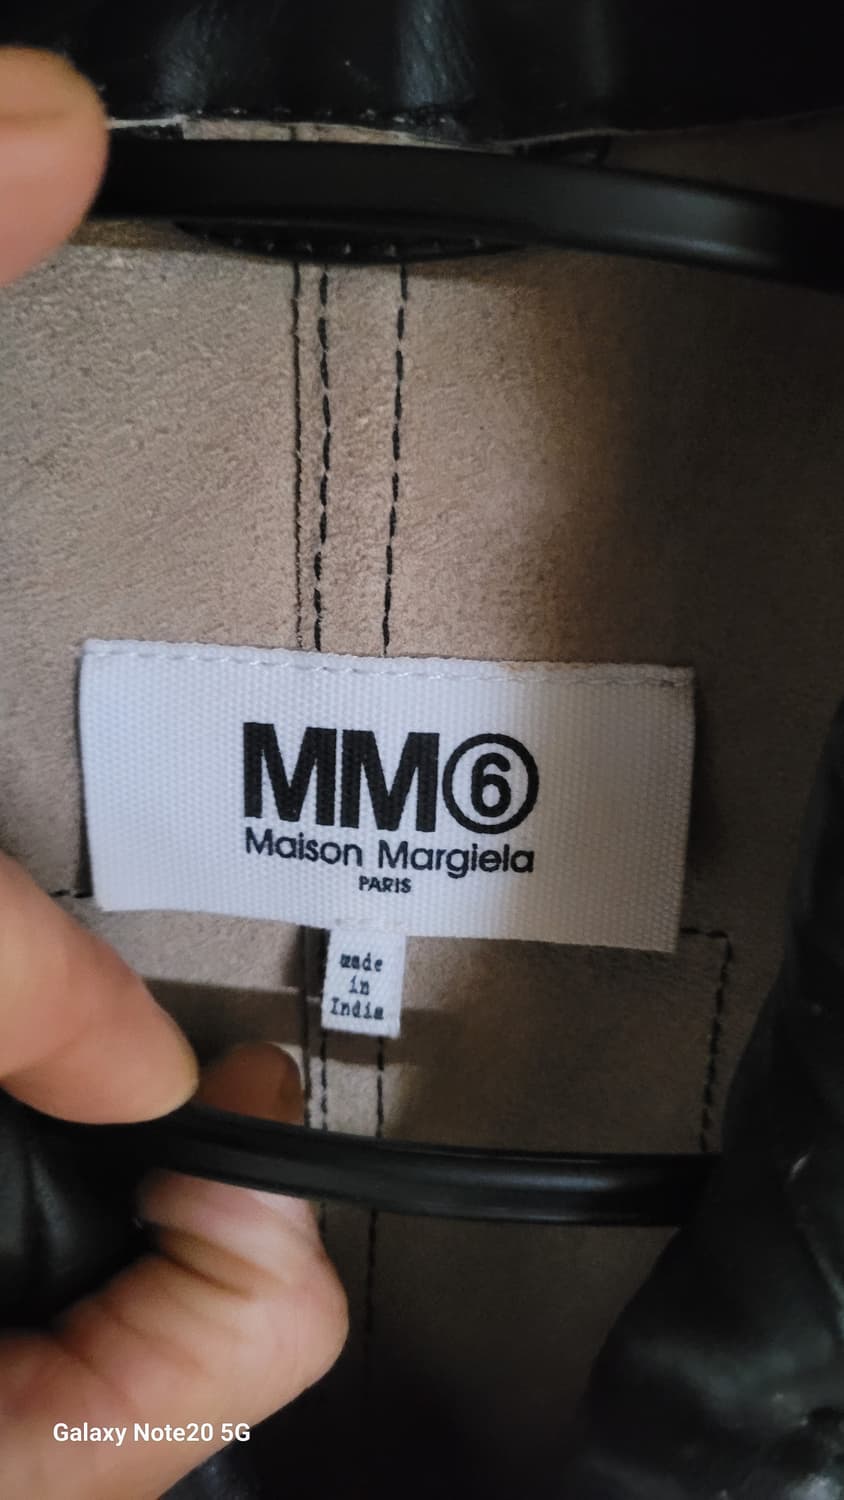 MM⑥
Maison Margiela
PARIS
made
in
India
Galaxy Note20 5G